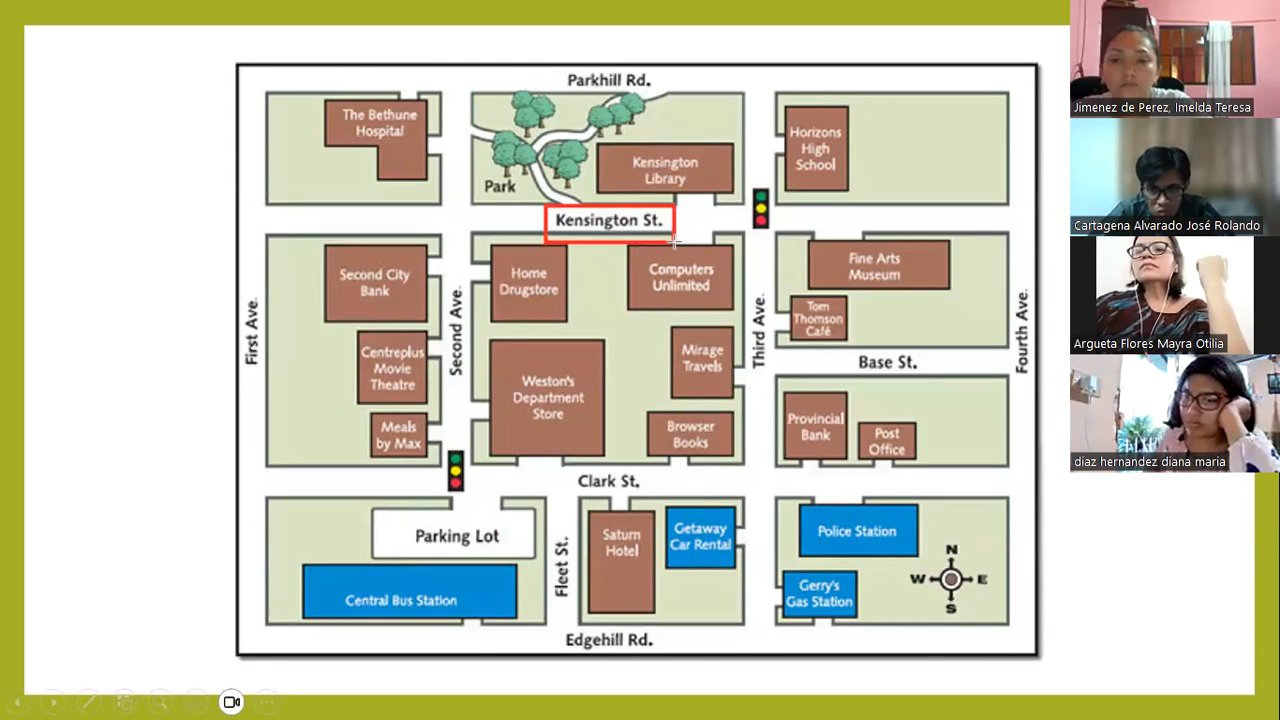 Parkhill Rd.
The Bethune
Hospital
Park
Kensington
Library
Horizons
High
School
Kensington St.
Second City
Bank
Home
Drugstore
Computers
Unlimited
Fine Arts
Museum
Tom
Thomson
Café
First Ave.
Second Ave.
Third Ave.
Fourth Ave.
Centreplus
Movie
Theatre
Mirage
Travels
Base St.
Weston's
Department
Store
Meals
by Max
Browser
Books
Provincial
Bank
Post
Office
Clark St.
Parking Lot
Fleet St.
Saturn
Hotel
Getaway
Car Rental
Police Station
Central Bus Station
Gerry's
Gas Station
N
W
E
S
Edgehill Rd.
Jimenez de Perez, Imelda Teresa
Cartagena Alvarado José Rolando
Argueta Flores Mayra Otilia
diaz hernandez diana maria